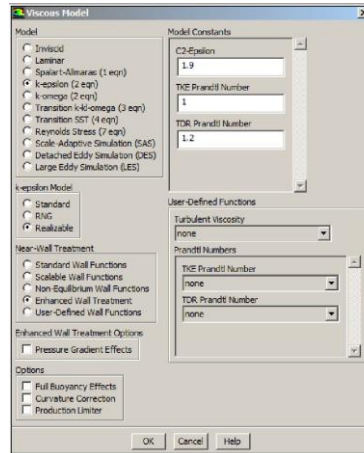 Viscous Model
Model
Inviscid
Laminar
Spalart-Allmaras (1 eqn)
k-epsilon (2 eqn)
k-omega (2 eqn)
Transition k-kl-omega (3 eqn)
Transition SST (4 eqn)
Reynolds Stress (7 eqn)
Scale-Adaptive Simulation (SAS)
Detached Eddy Simulation (DES)
Large Eddy Simulation (LES)
k-epsilon Model
Standard
RNG
Realizable
Near-Wall Treatment
Standard Wall Functions
Scalable Wall Functions
Non-Equilibrium Wall Functions
Enhanced Wall Treatment
User-Defined Wall Functions
Enhanced Wall Treatment Options
Pressure Gradient Effects
Options
Full Buoyancy Effects
Curvature Correction
Production Limiter
Model Constants
C2-Epsilon
1.9
TKE Prandtl Number
1
TDR Prandtl Number
1.2
User-Defined Functions
Turbulent Viscosity
none
Prandtl Numbers
TKE Prandtl Number
none
TDR Prandtl Number
none
OK Cancel Help